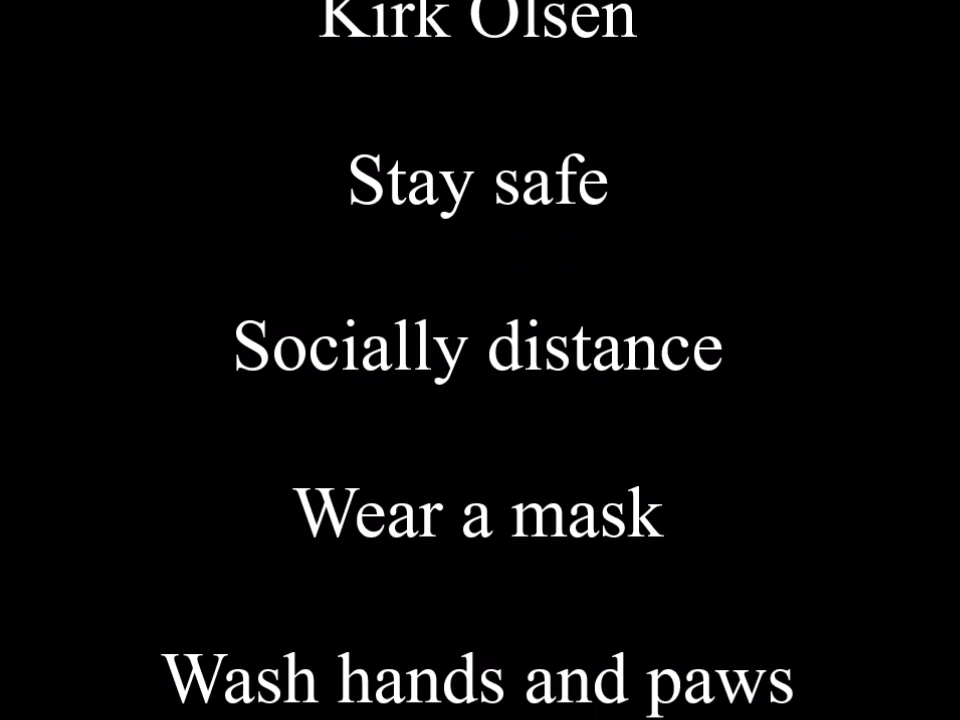 Kirk Olsen
Stay safe
Socially distance
Wear a mask
Wash hands and paws